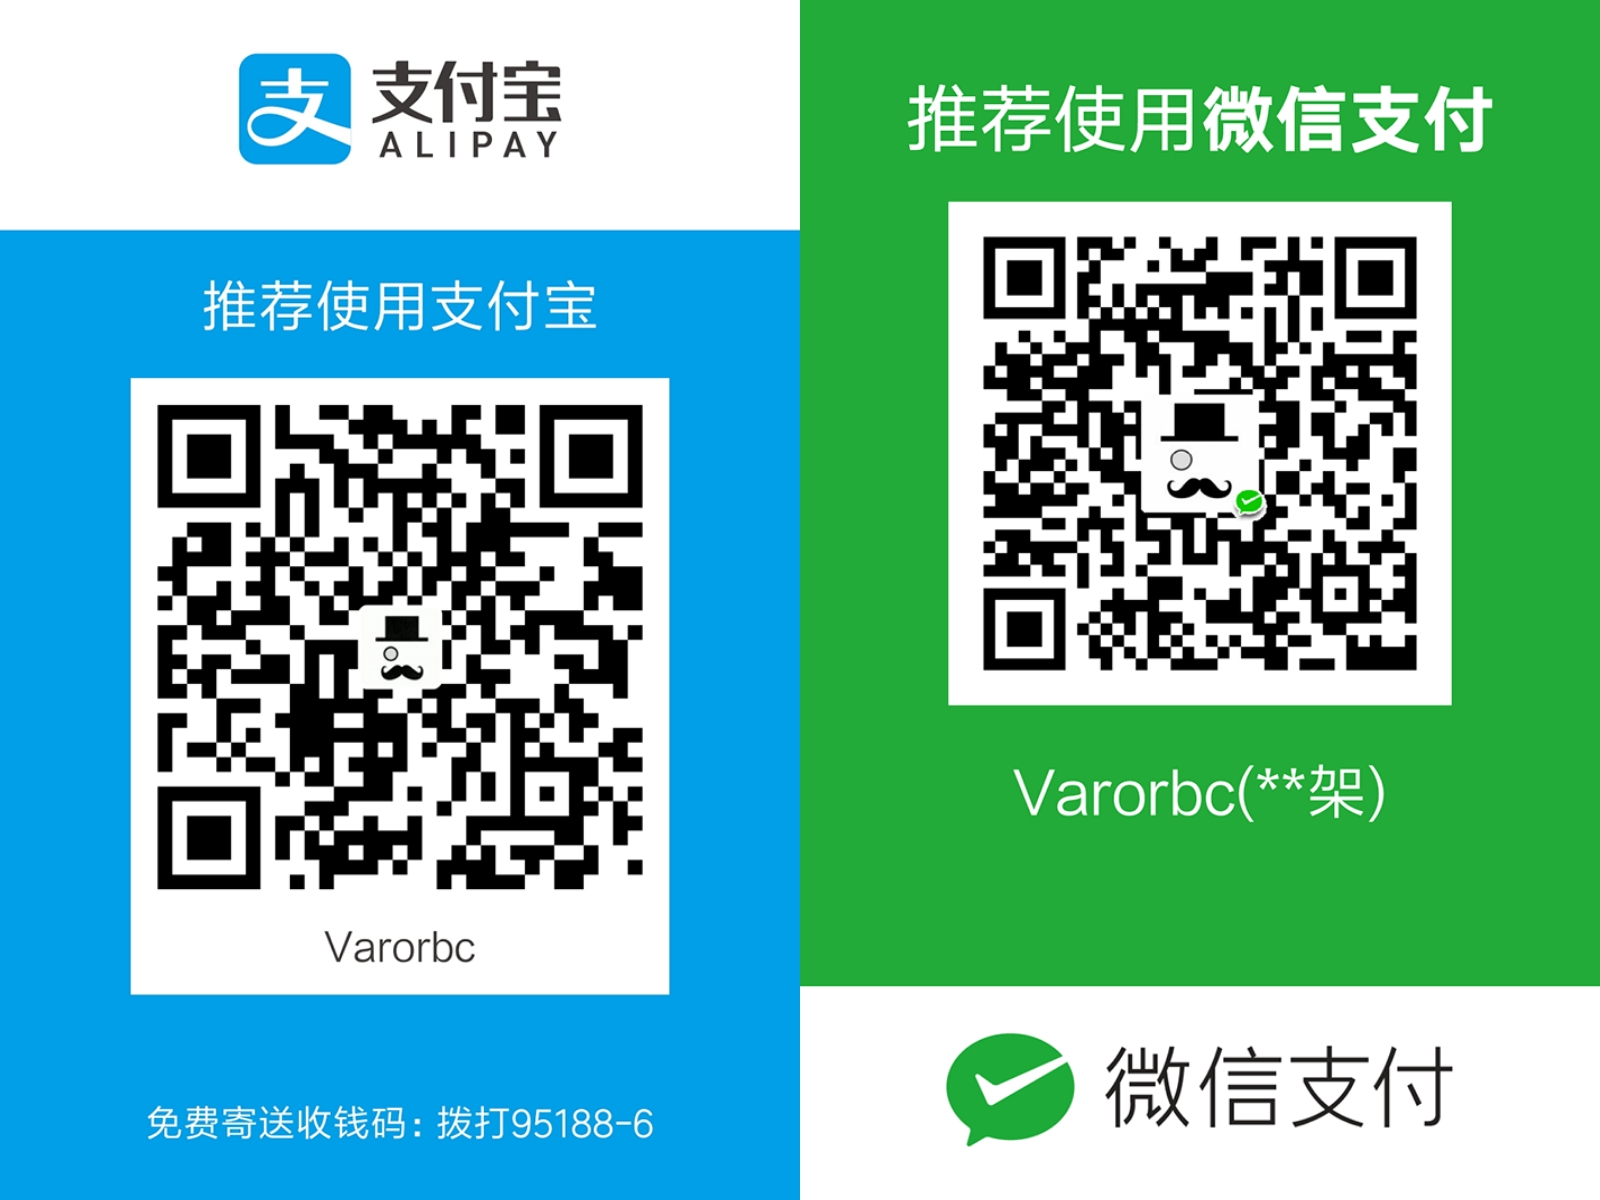 支付宝
ALIPAY
推荐使用支付宝
Varorbc
免费寄送收钱码：拨打95188-6
推荐使用微信支付
Varorbc(**架)
微信支付